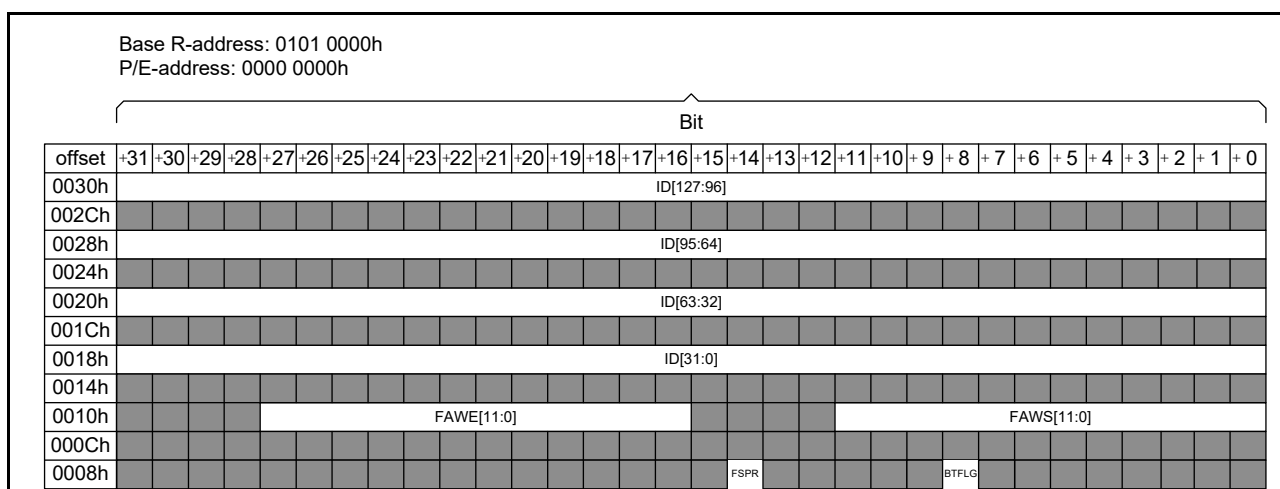 Base R-address: 0101 0000h
P/E-address: 0000 0000h
Bit
offset +31 +30 +29 +28 +27 +26 +25 +24 +23 +22 +21 +20 +19 +18 +17 +16 +15 +14 +13 +12 +11 +10 + 9 + 8 + 7 +6 + 5 + 4 + 3 + 2 + 1 + 0
0030h ID[127:96]
002Ch
0028h ID[95:64]
0024h
0020h ID[63:32]
001Ch
0018h ID[31:0]
0014h
0010h FAWE[11:0] FAWS[11:0]
000Ch
0008h FSPR BTFLG